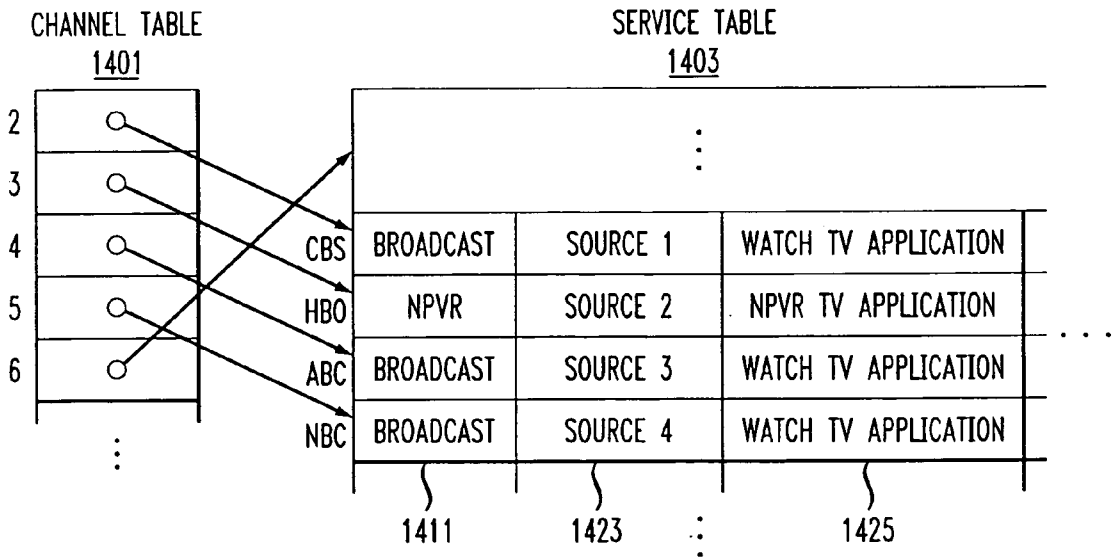 CHANNEL TABLE
1401
SERVICE TABLE
1403
2
3
4
5
6
CBS BROADCAST SOURCE 1 WATCH TV APPLICATION
HBO NPVR SOURCE 2 NPVR TV APPLICATION
ABC BROADCAST SOURCE 3 WATCH TV APPLICATION
NBC BROADCAST SOURCE 4 WATCH TV APPLICATION
1411 1423 1425